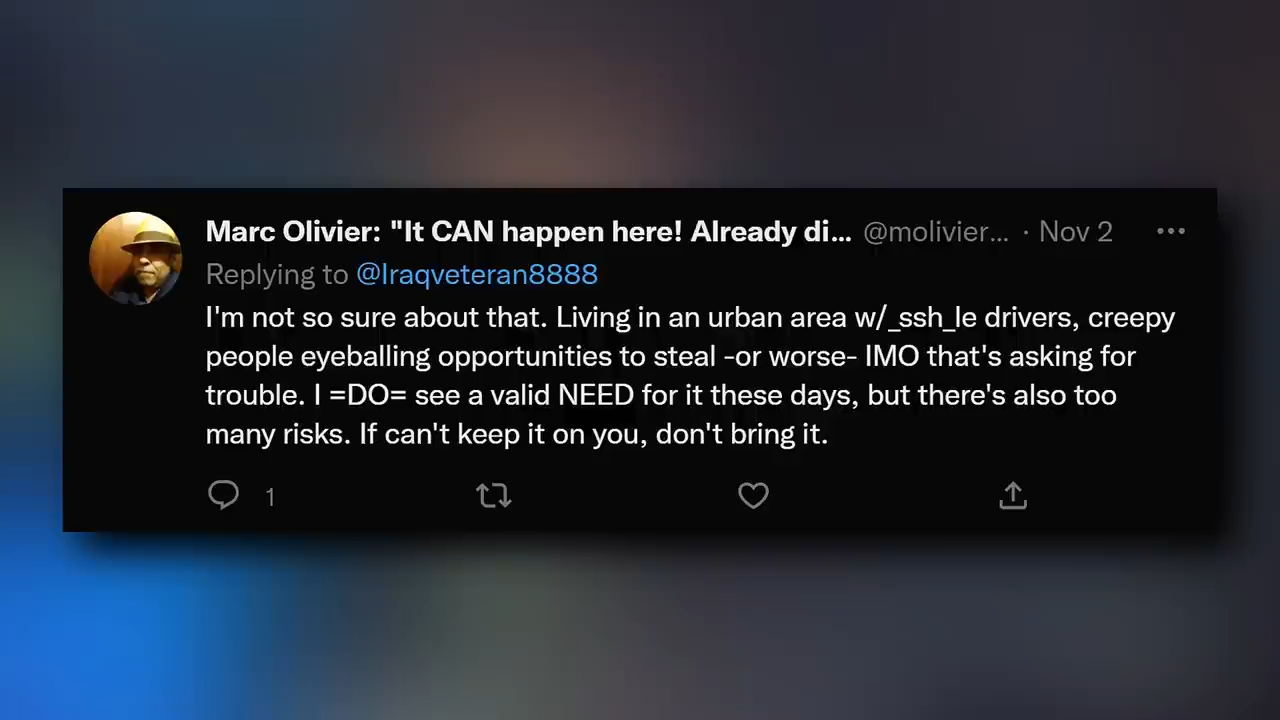 Marc Olivier: "It CAN happen here! Already di... @molivier... · Nov 2
Replying to @Iraqveteran8888
I'm not so sure about that. Living in an urban area w/_ssh_le drivers, creepy
people eyeballing opportunities to steal -or worse- IMO that's asking for
trouble. I =DO= see a valid NEED for it these days, but there's also too
many risks. If can't keep it on you, don't bring it.
1